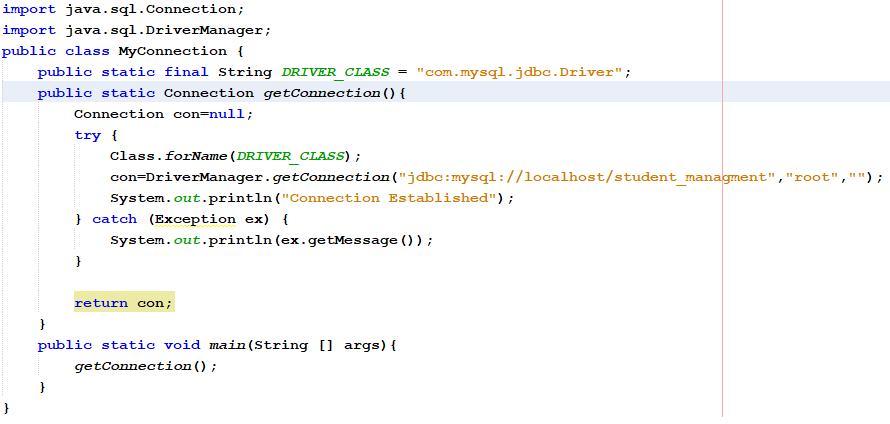 import java.sql.Connection;
import java.sql.DriverManager;
public class MyConnection {
    public static final String DRIVER_CLASS = "com.mysql.jdbc.Driver";
    public static Connection getConnection(){
        Connection con=null;
        try {
            Class.forName(DRIVER_CLASS);
            con=DriverManager.getConnection("jdbc:mysql://localhost/student_managment","root","");
            System.out.println("Connection Established");
        } catch (Exception ex) {
            System.out.println(ex.getMessage());
        }

        return con;
    }
    public static void main(String [] args){
        getConnection();
    }
}